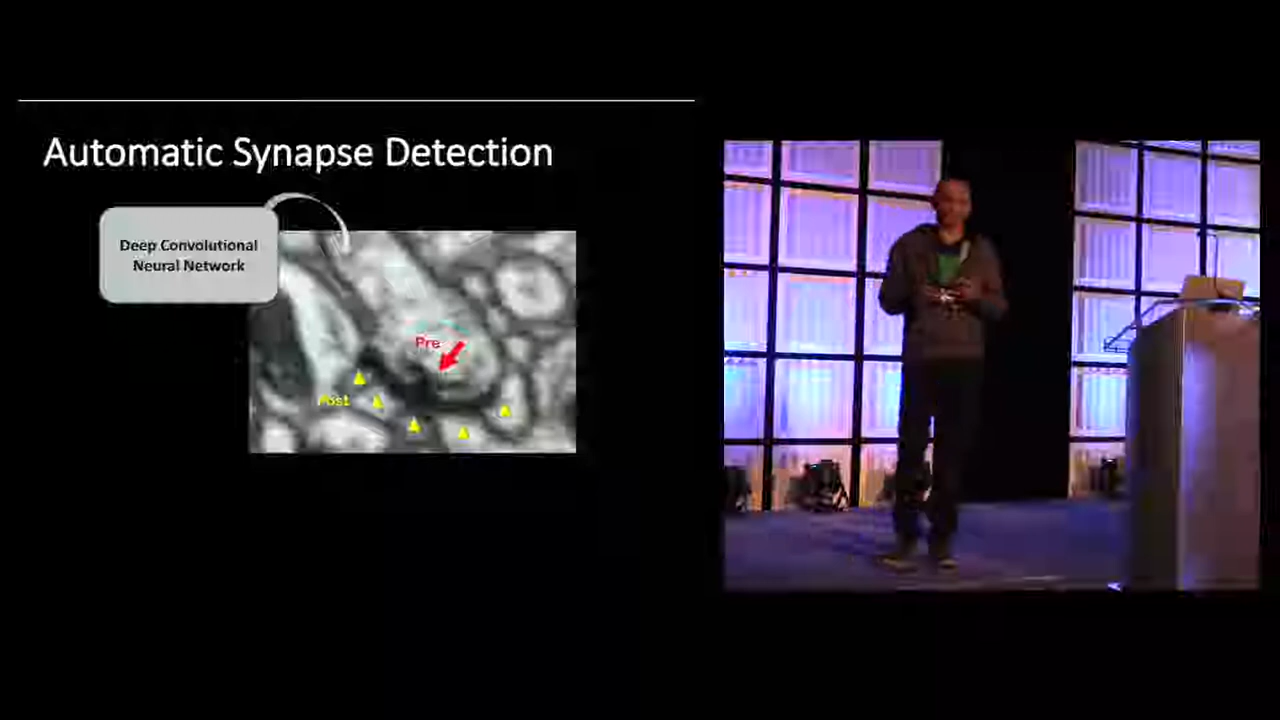 Automatic Synapse Detection
Deep Convolutional
Neural Network
Pre
Post